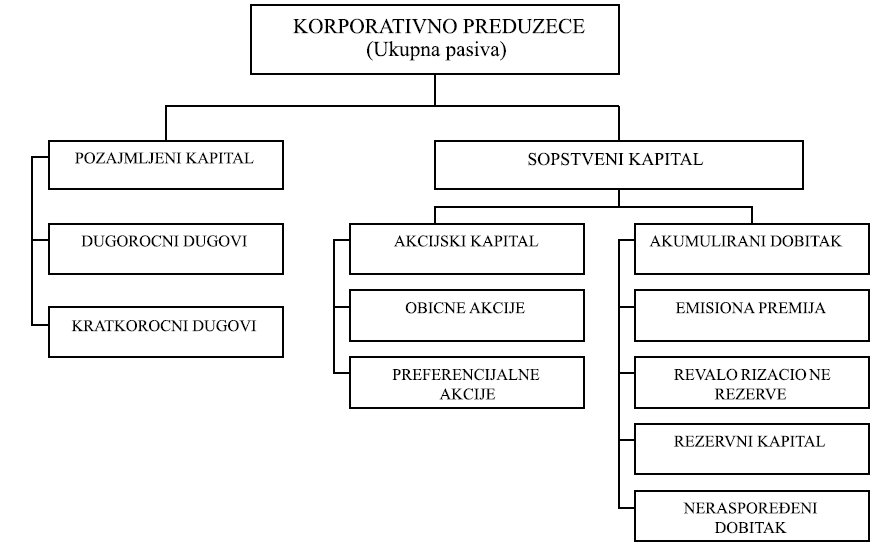 KORPORATIVNO PREDUZECE
(Ukupna pasiva)
POZAJMLJENI KAPITAL
DUGOROCNI DUGOVI
KRATKOROCNI DUGOVI
SOPSTVENI KAPITAL
AKCIJSKI KAPITAL
OBICNE AKCIJE
PREFERENCIJALNE
AKCIJE
AKUMULIRANI DOBITAK
EMISIONA PREMIJA
REVALO RIZACIO NE
REZERVE
REZERVNI KAPITAL
NERASPOREĐENI
DOBITAK